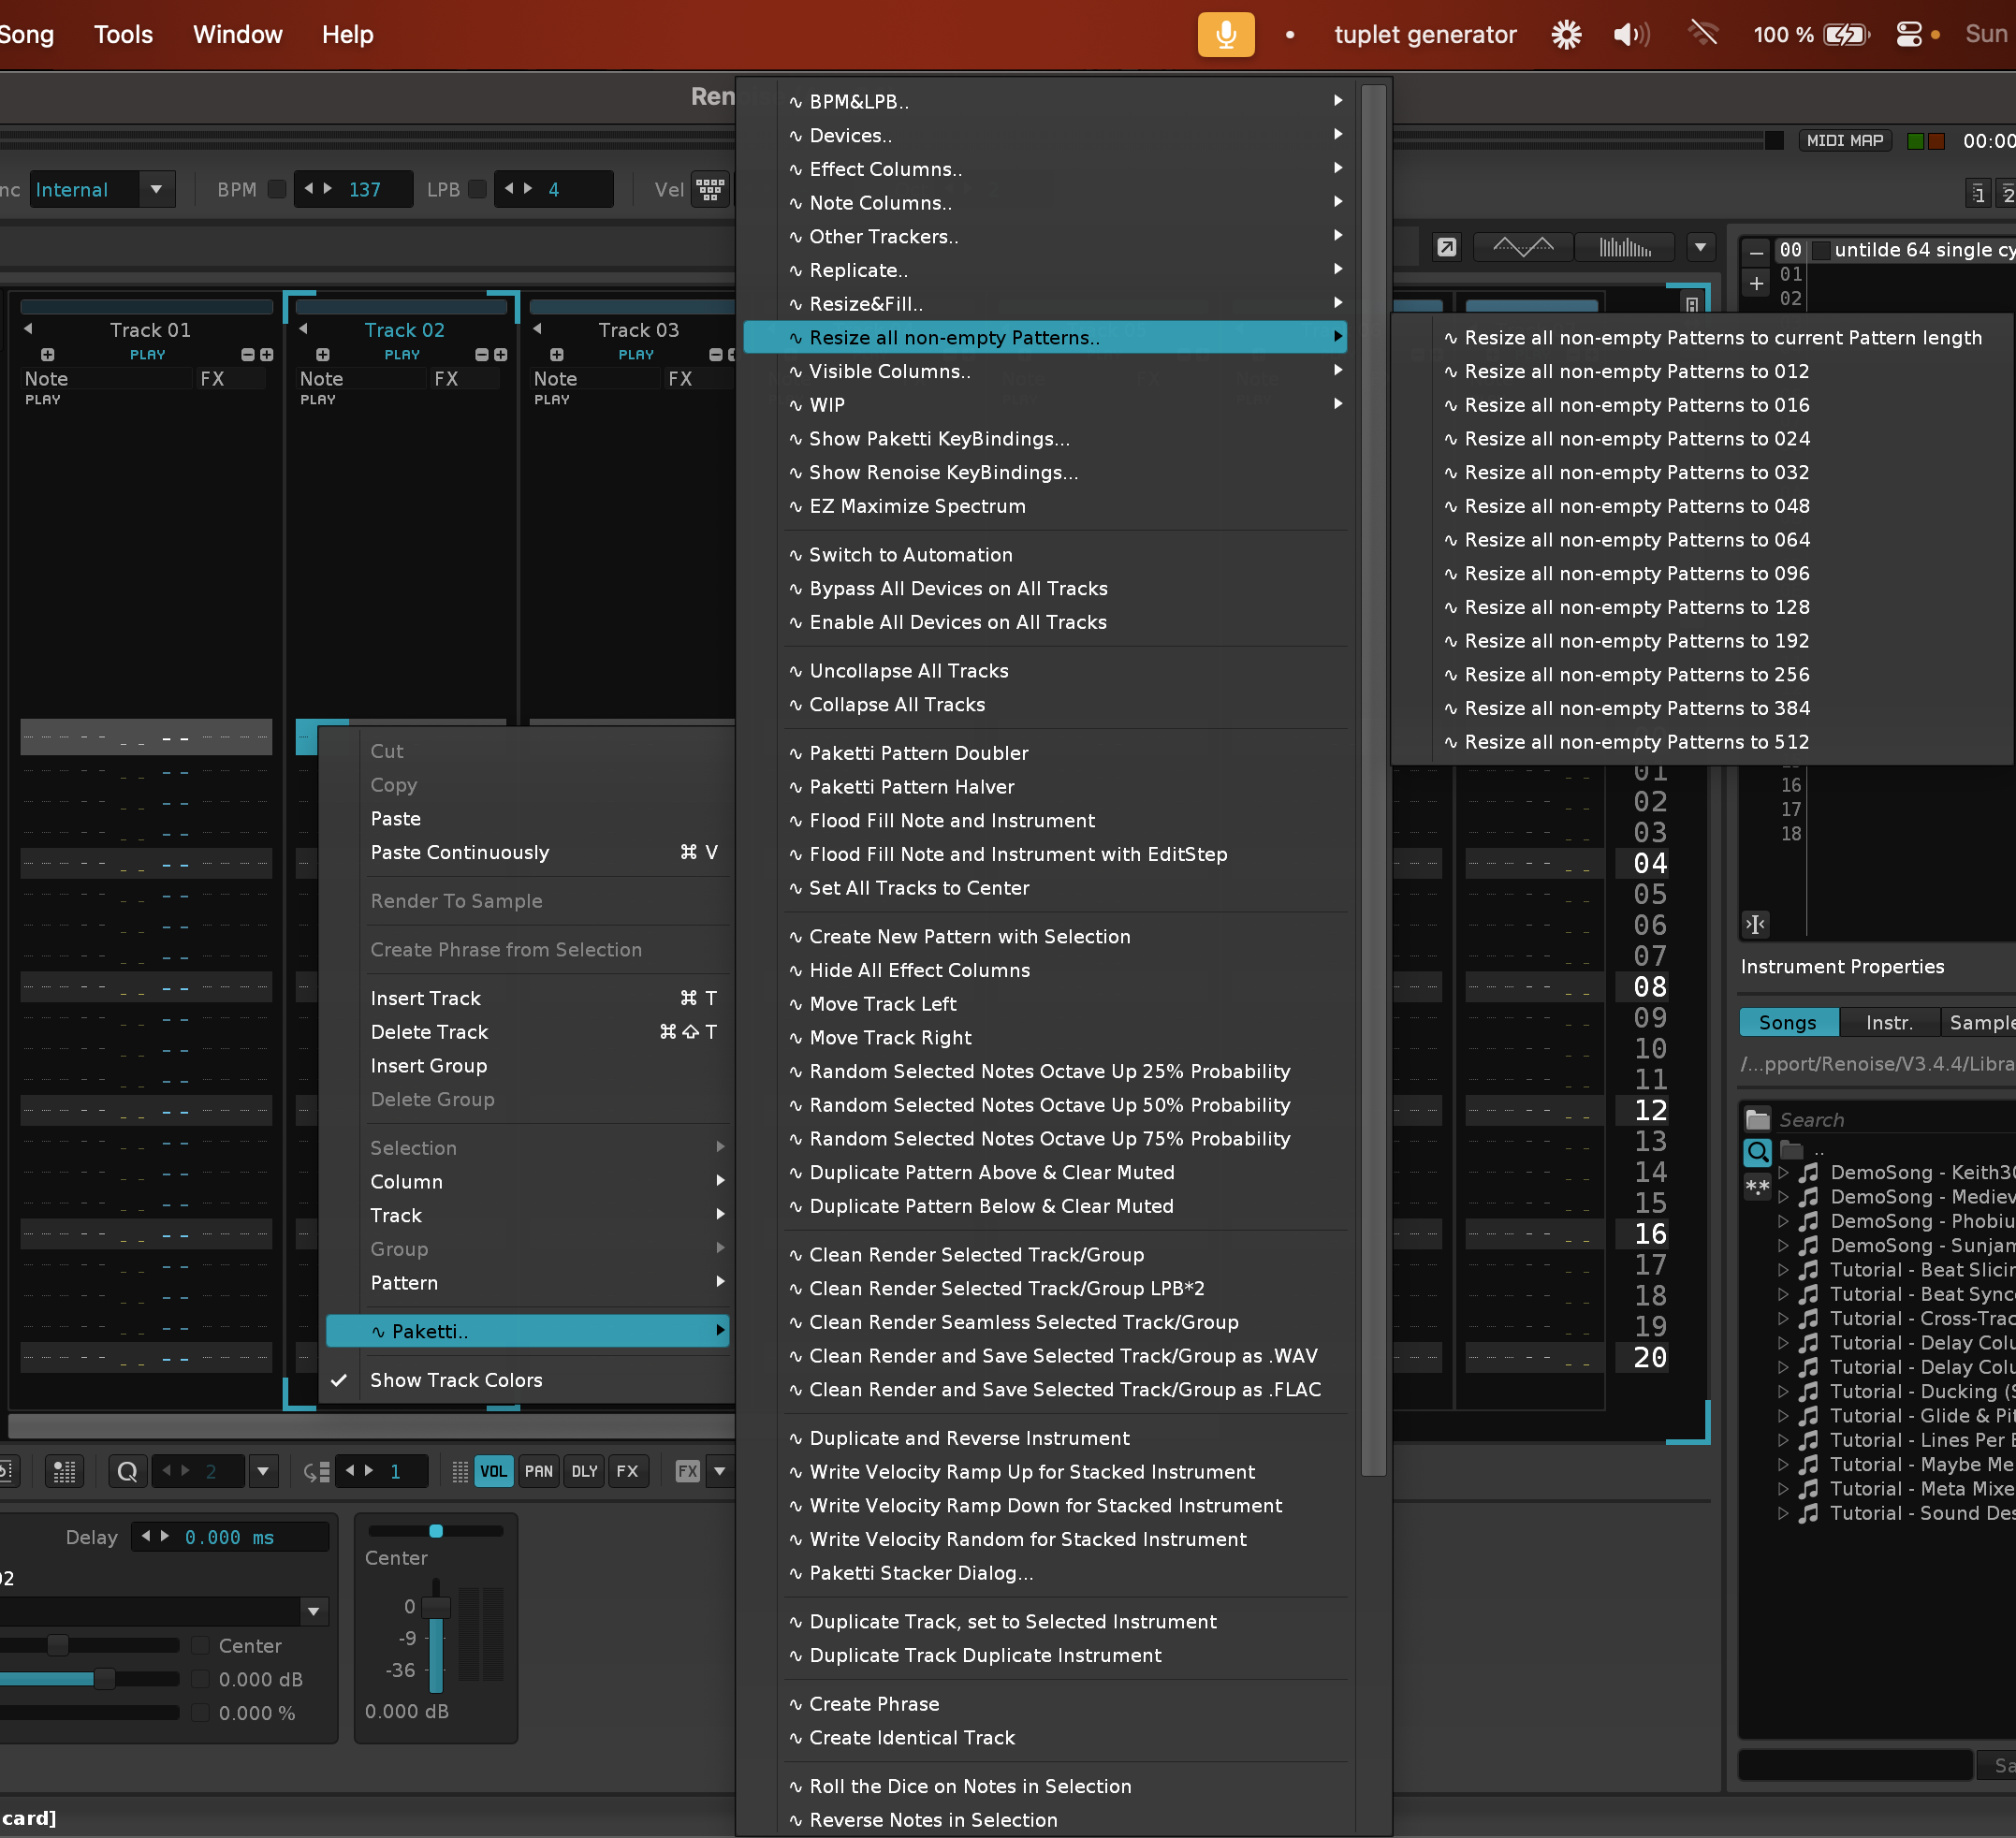 Song Tools Window Help tuplet generator 100 % Sun
Ren
MIDI MAP 00:00
nc Internal BPM 137 LPB 4 Vel
1 2
00 untilde 64 single cy
01
02
Track 01 Track 02 Track 03
PLAY PLAY PLAY
Note FX Note FX Note FX
PLAY PLAY PLAY
Cut
Copy
Paste
Paste Continuously ⌘ V
Render To Sample
Create Phrase from Selection
Insert Track ⌘ T
Delete Track ⌘ ⇧ T
Insert Group
Delete Group
Selection
Column
Track
Group
Pattern
∿ Paketti..
✓ Show Track Colors
∿ BPM&LPB..
∿ Devices..
∿ Effect Columns..
∿ Note Columns..
∿ Other Trackers..
∿ Replicate..
∿ Resize&Fill..
∿ Resize all non-empty Patterns..
∿ Visible Columns..
∿ WIP
∿ Show Paketti KeyBindings...
∿ Show Renoise KeyBindings...
∿ EZ Maximize Spectrum
∿ Switch to Automation
∿ Bypass All Devices on All Tracks
∿ Enable All Devices on All Tracks
∿ Uncollapse All Tracks
∿ Collapse All Tracks
∿ Paketti Pattern Doubler
∿ Paketti Pattern Halver
∿ Flood Fill Note and Instrument
∿ Flood Fill Note and Instrument with EditStep
∿ Set All Tracks to Center
∿ Create New Pattern with Selection
∿ Hide All Effect Columns
∿ Move Track Left
∿ Move Track Right
∿ Random Selected Notes Octave Up 25% Probability
∿ Random Selected Notes Octave Up 50% Probability
∿ Random Selected Notes Octave Up 75% Probability
∿ Duplicate Pattern Above & Clear Muted
∿ Duplicate Pattern Below & Clear Muted
∿ Clean Render Selected Track/Group
∿ Clean Render Selected Track/Group LPB*2
∿ Clean Render Seamless Selected Track/Group
∿ Clean Render and Save Selected Track/Group as .WAV
∿ Clean Render and Save Selected Track/Group as .FLAC
∿ Duplicate and Reverse Instrument
∿ Write Velocity Ramp Up for Stacked Instrument
∿ Write Velocity Ramp Down for Stacked Instrument
∿ Write Velocity Random for Stacked Instrument
∿ Paketti Stacker Dialog...
∿ Duplicate Track, set to Selected Instrument
∿ Duplicate Track Duplicate Instrument
∿ Create Phrase
∿ Create Identical Track
∿ Roll the Dice on Notes in Selection
∿ Reverse Notes in Selection
∿ Resize all non-empty Patterns to current Pattern length
∿ Resize all non-empty Patterns to 012
∿ Resize all non-empty Patterns to 016
∿ Resize all non-empty Patterns to 024
∿ Resize all non-empty Patterns to 032
∿ Resize all non-empty Patterns to 048
∿ Resize all non-empty Patterns to 064
∿ Resize all non-empty Patterns to 096
∿ Resize all non-empty Patterns to 128
∿ Resize all non-empty Patterns to 192
∿ Resize all non-empty Patterns to 256
∿ Resize all non-empty Patterns to 384
∿ Resize all non-empty Patterns to 512
01
02
03
04
05
06
07
08
09
10
11
12
13
14
15
16
17
18
19
20
16
17
18
Instrument Properties
Songs Instr. Sample
/...pport/Renoise/V3.4.4/Libra
Search
..
DemoSong - Keith30
DemoSong - Mediev
DemoSong - Phobiu
DemoSong - Sunjam
Tutorial - Beat Slicin
Tutorial - Beat Sync
Tutorial - Cross-Trac
Tutorial - Delay Colu
Tutorial - Delay Colu
Tutorial - Ducking (S
Tutorial - Glide & Pit
Tutorial - Lines Per B
Tutorial - Maybe Me
Tutorial - Meta Mixe
Tutorial - Sound Des
Sa
Q 2 1 VOL PAN DLY FX FX
Delay 0.000 ms
02
Center
0.000 dB
0.000 %
Center
0
-9
-36
0.000 dB
card]